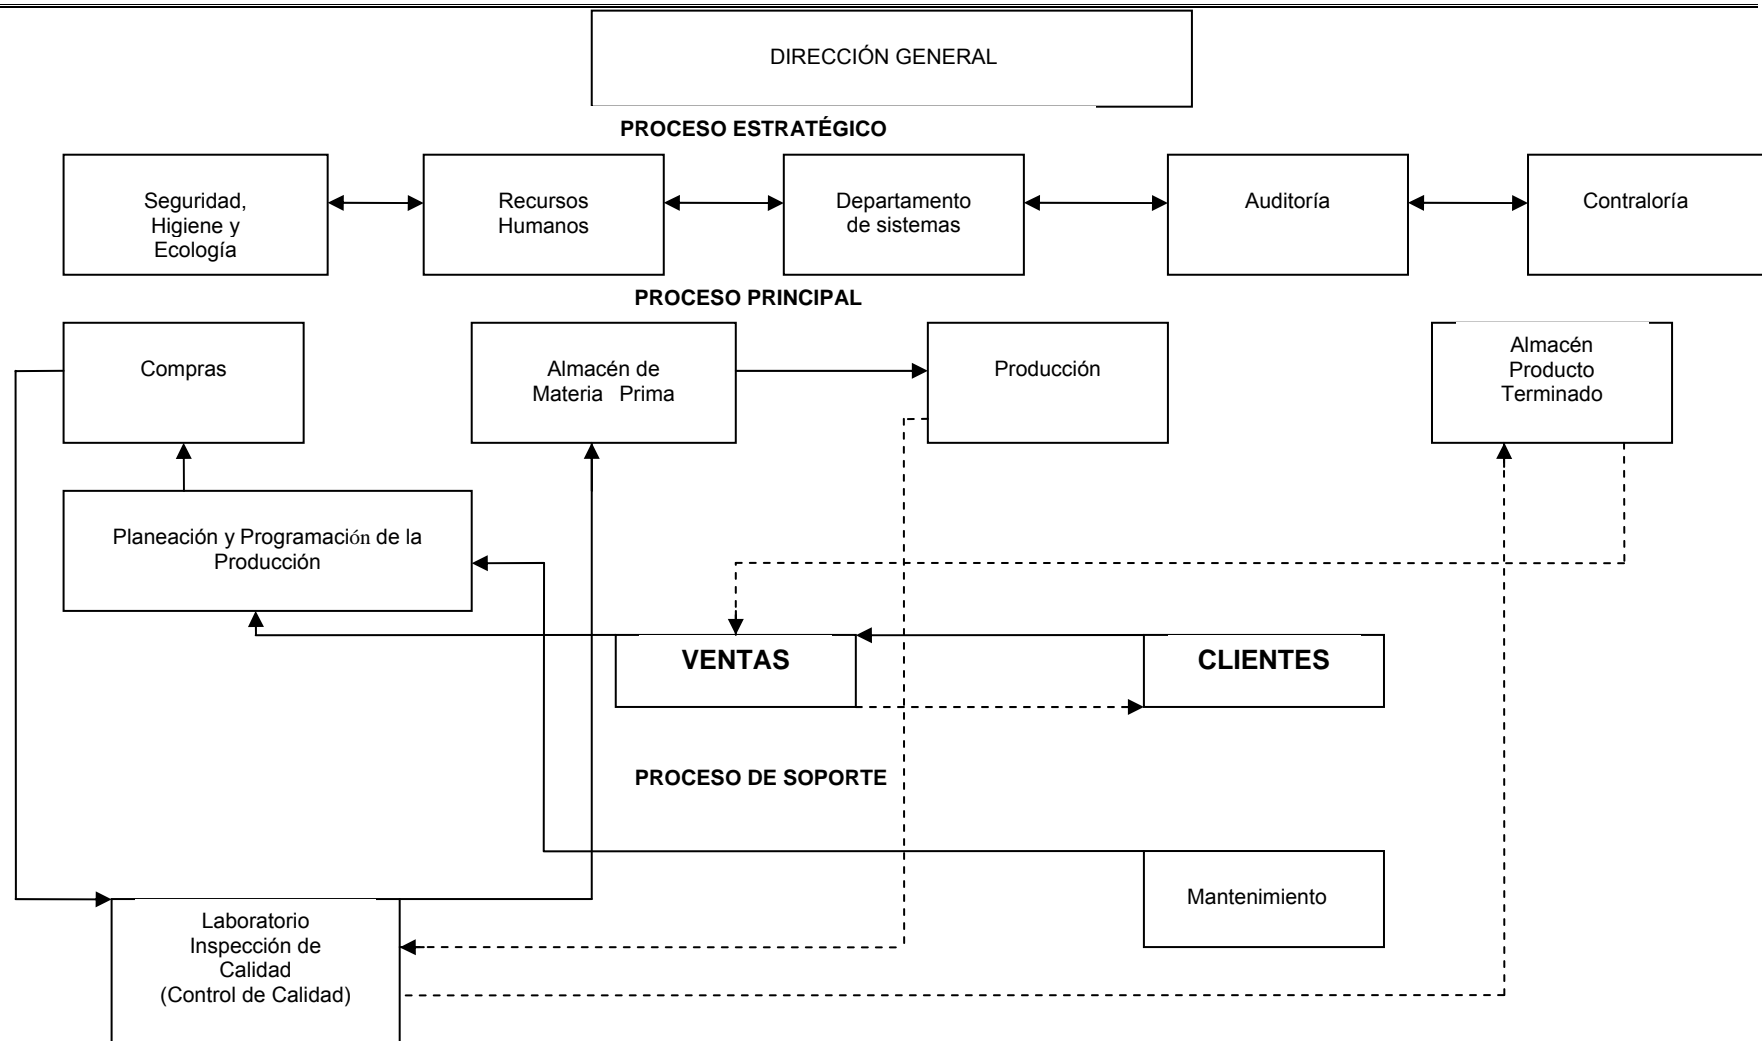 DIRECCIÓN GENERAL
PROCESO ESTRATÉGICO
Seguridad,
Higiene y
Ecología
Recursos
Humanos
Departamento
de sistemas
Auditoría
Contraloría
PROCESO PRINCIPAL
Compras
Almacén de
Materia Prima
Producción
Almacén
Producto
Terminado
Planeación y Programación de la
Producción
VENTAS
CLIENTES
PROCESO DE SOPORTE
Mantenimiento
Laboratorio
Inspección de
Calidad
(Control de Calidad)